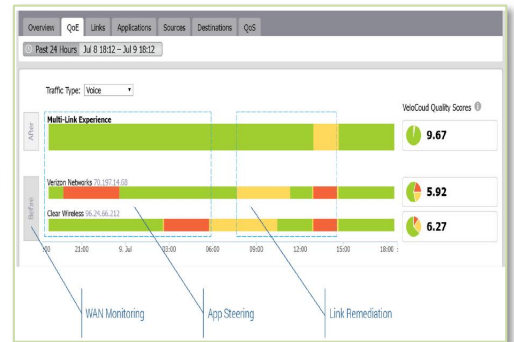 Overview QoE Links Applications Sources Destinations QoS
Past 24 Hours Jul 8 18:12 – Jul 9 18:12
Traffic Type: Voice
VeloCoud Quality Scores
After
Multi-Link Experience
9.67
Before
Verizon Networks 70.197.14.68
5.92
Clear Wireless 96.24.66.212
6.27
:00 21:00 9. Jul 03:00 06:00 09:00 12:00 15:00 18:00
WAN Monitoring App Steering Link Remediation